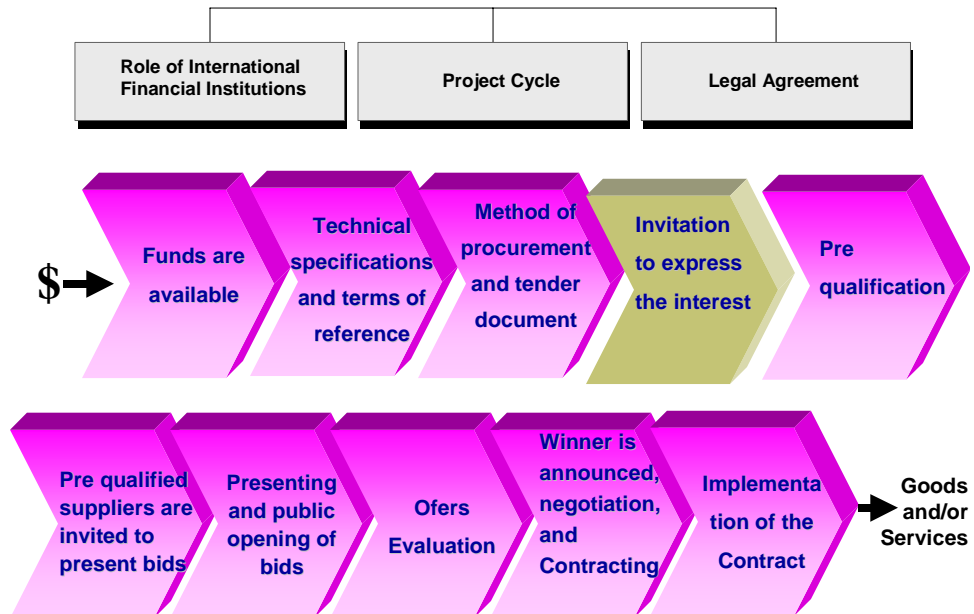 Role of International
Financial Institutions
Project Cycle
Legal Agreement
$
Funds are
available
Technical
specifications
and terms of
reference
Method of
procurement
and tender
document
Invitation
to express
the interest
Pre
qualification
Pre qualified
suppliers are
invited to
present bids
Presenting
and public
opening of
bids
Ofers
Evaluation
Winner is
announced,
negotiation,
and
Contracting
Implementa
tion of the
Contract
Goods
and/or
Services